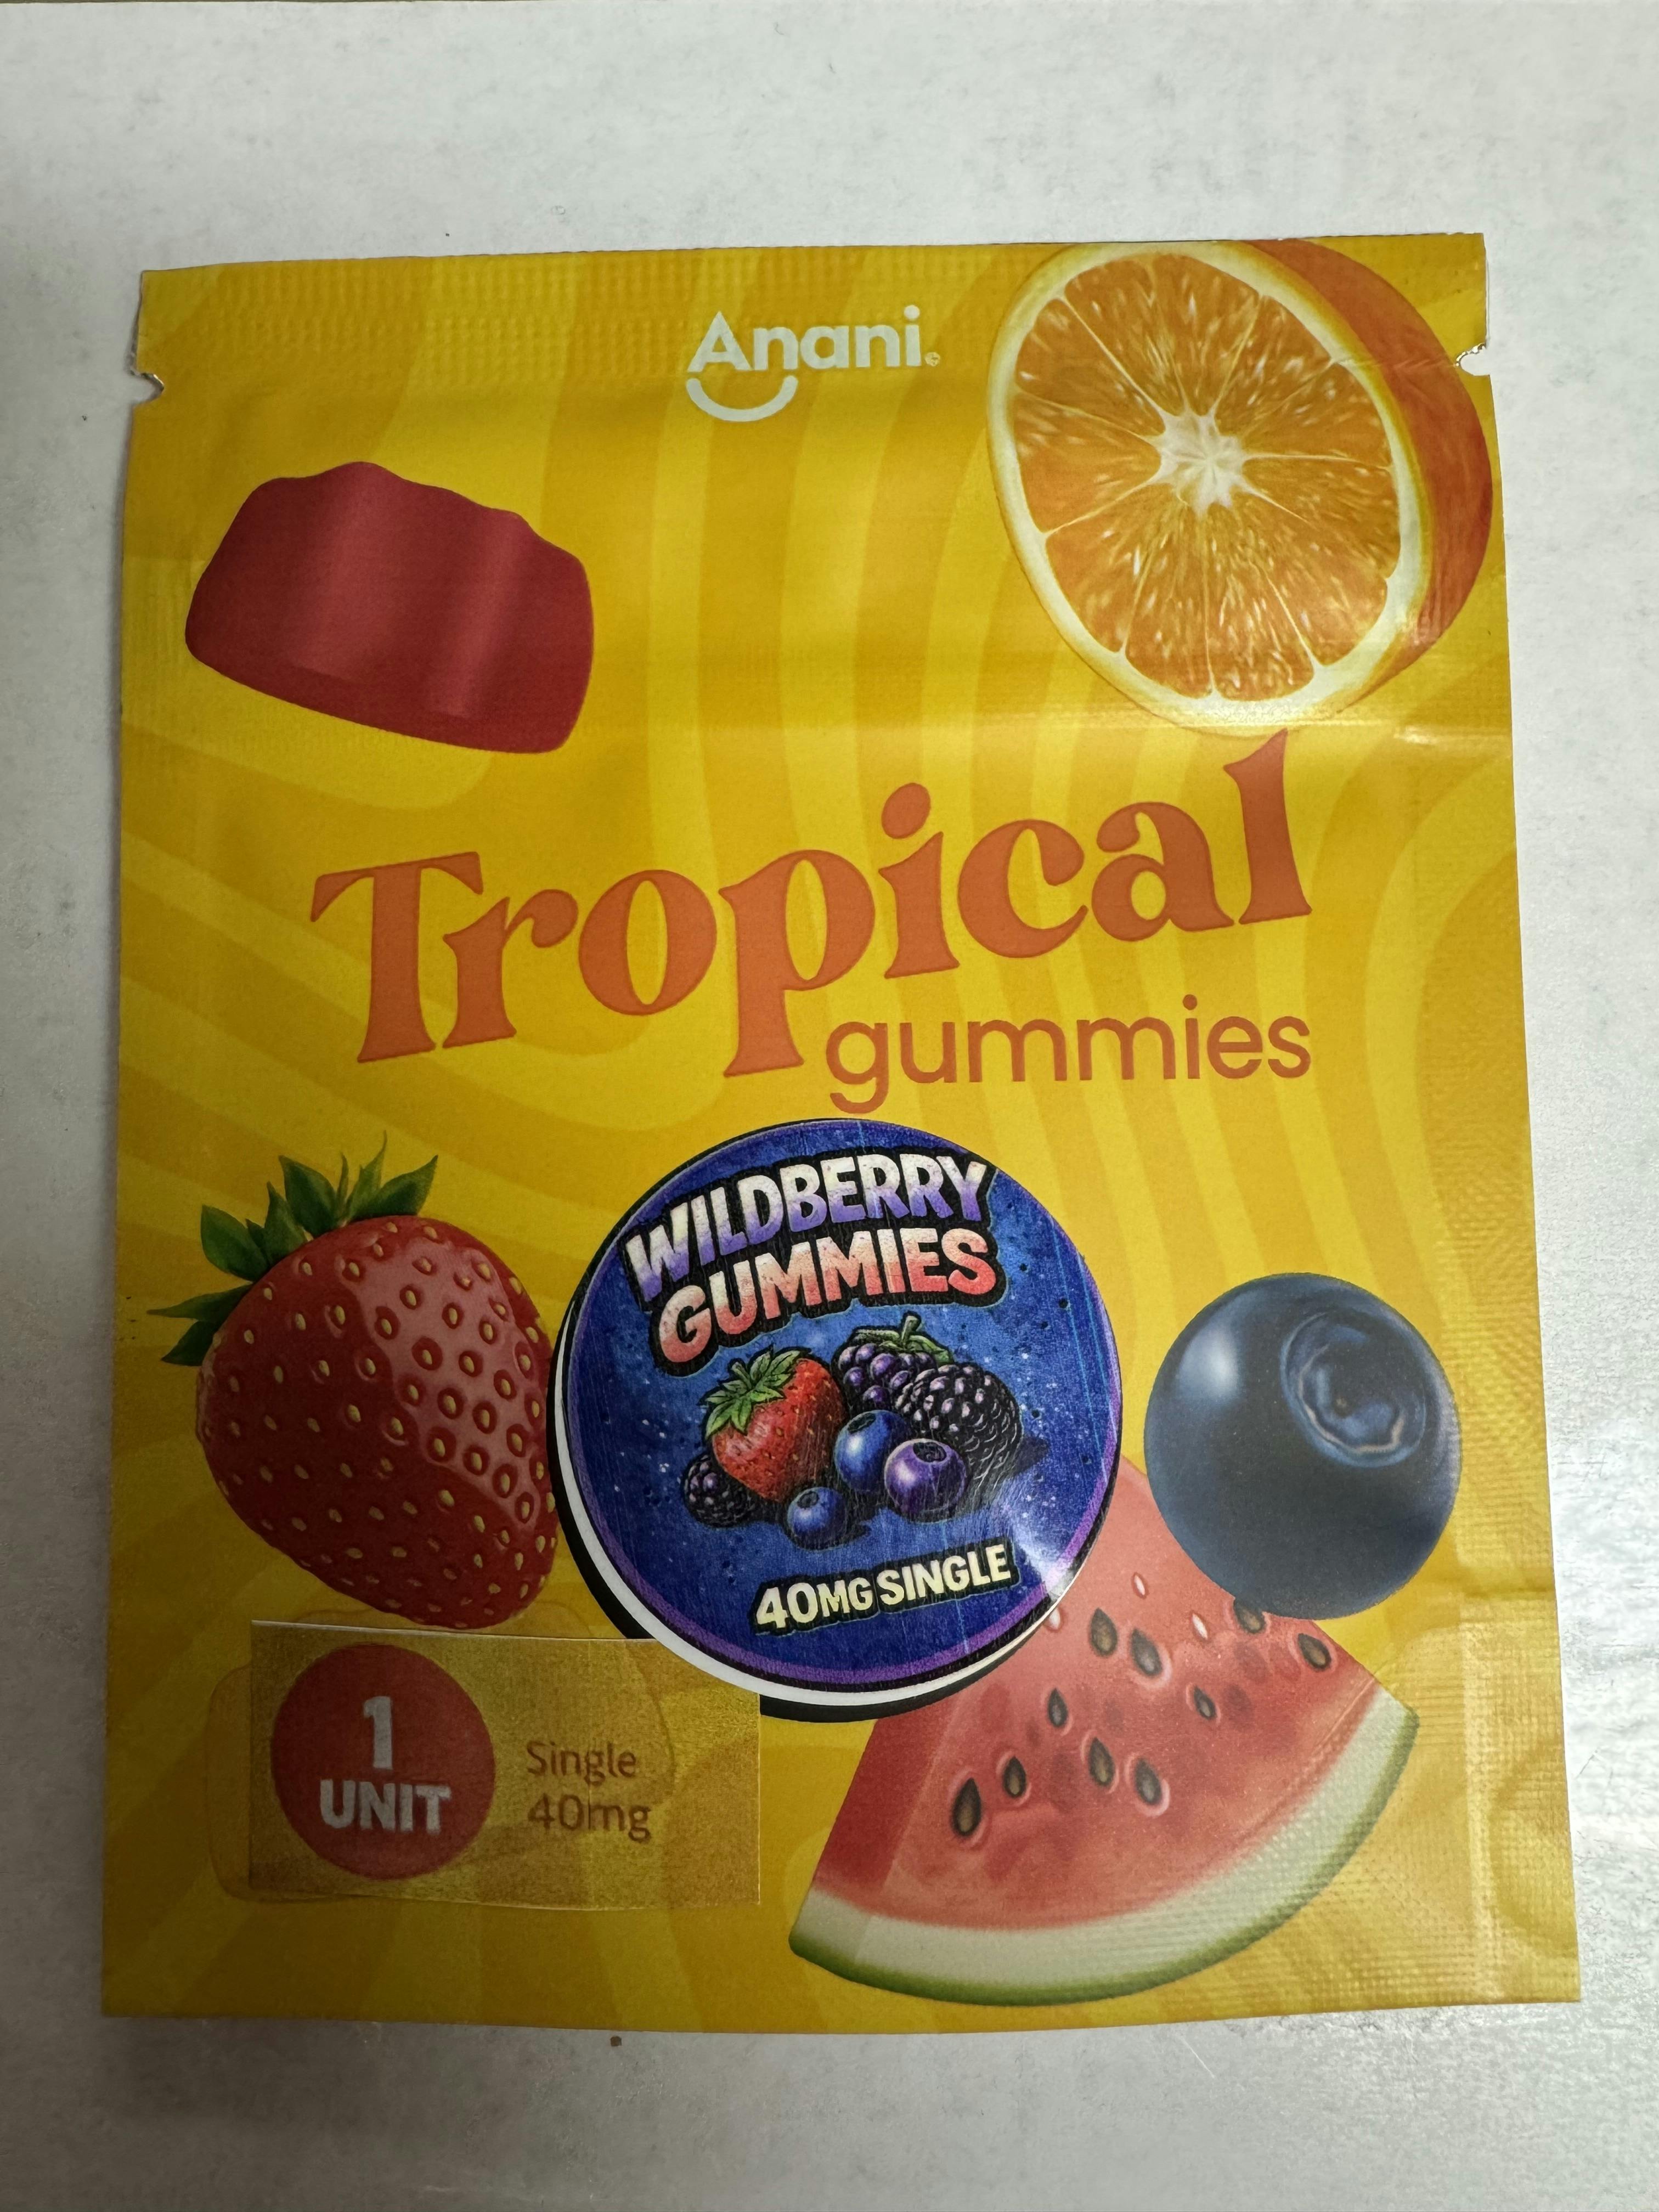 Anani
Tropical
gummies
WILDBERRY
GUMMIES
40MG SINGLE
1
UNIT
Single
40mg